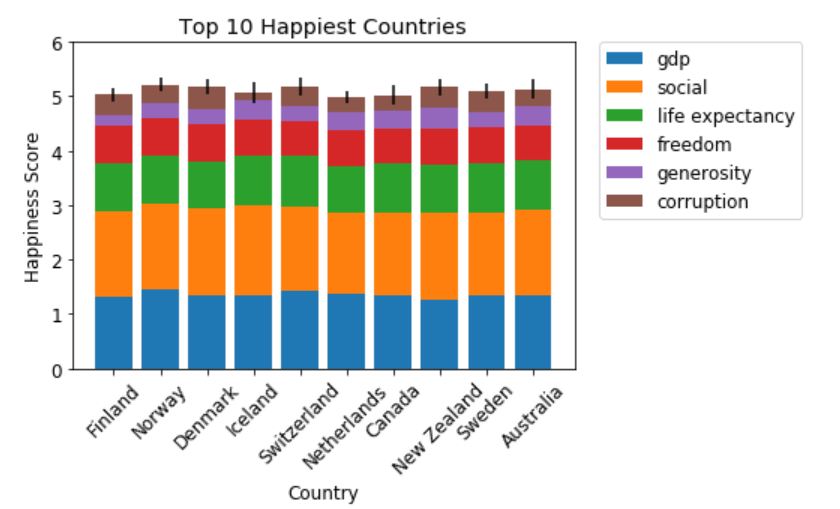 Top 10 Happiest Countries
6
5
4
3
2
1
0
Happiness Score
Finland
Norway
Denmark
Iceland
Switzerland
Netherlands
Canada
New Zealand
Sweden
Australia
Country
gdp
social
life expectancy
freedom
generosity
corruption